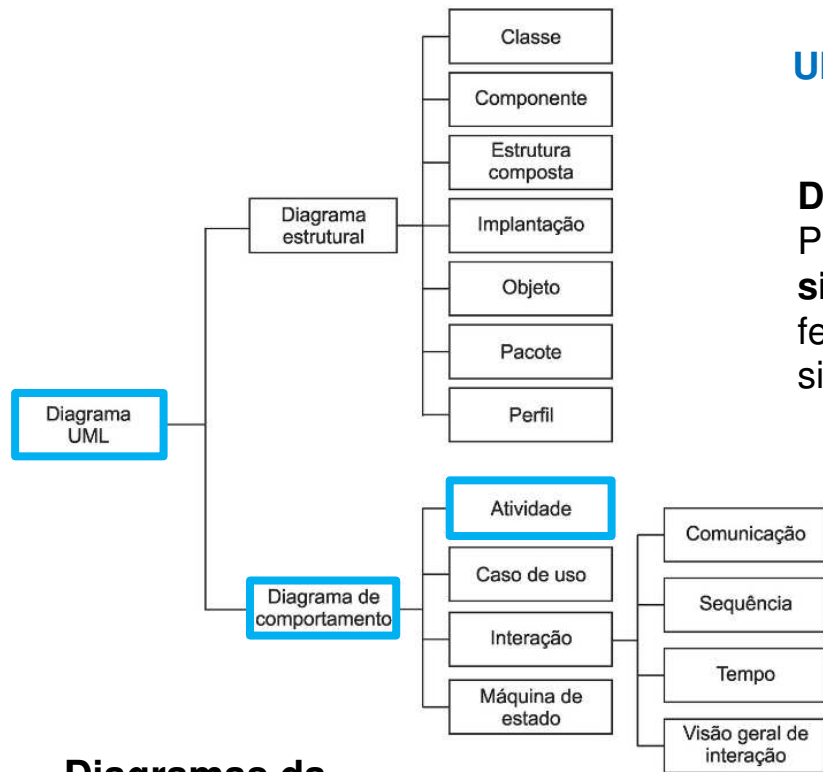 Classe
Componente
Estrutura
composta
Diagrama
estrutural
Implantação
Objeto
Pacote
Perfil
Diagrama
UML
Atividade
Caso de uso
Diagrama de
comportamento
Interação
Máquina de
estado
Comunicação
Sequência
Tempo
Visão geral de
interação